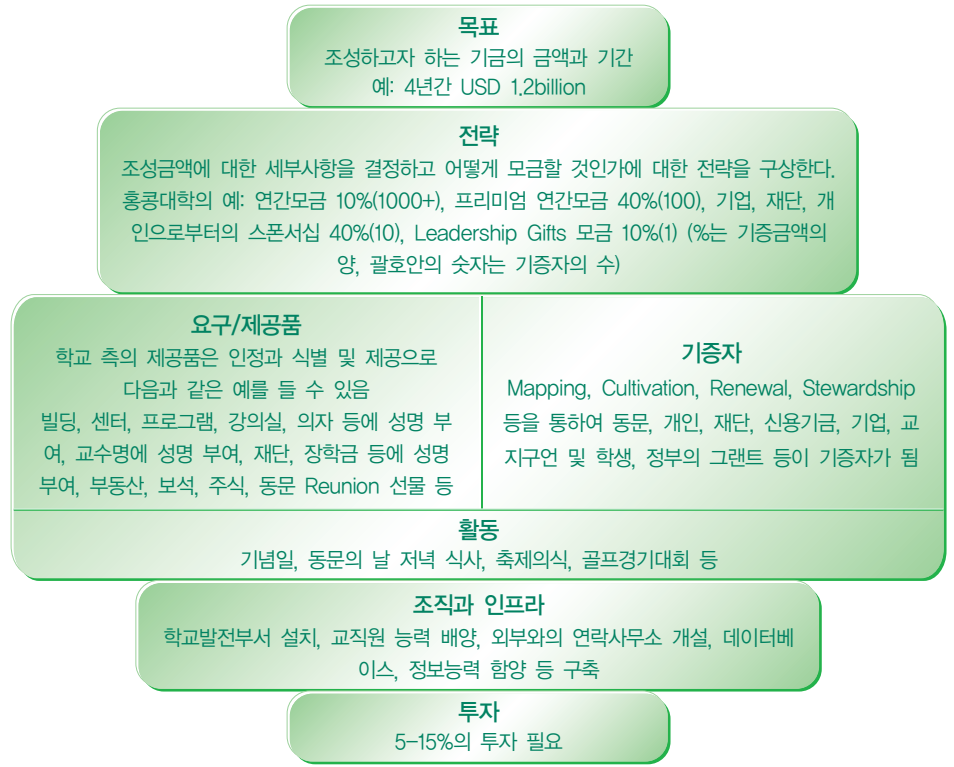 목표
조성하고자 하는 기금의 금액과 기간
예: 4년간 USD 1.2billion
전략
조성금액에 대한 세부사항을 결정하고 어떻게 모금할 것인가에 대한 전략을 구상한다.
홍콩대학의 예: 연간모금 10%(1000+), 프리미엄 연간모금 40%(100), 기업, 재단, 개
인으로부터의 스폰서십 40%(10), Leadership Gifts 모금 10%(1) (%는 기증금액의
양, 괄호안의 숫자는 기증자의 수)
요구/제공품
학교 측의 제공품은 인정과 식별 및 제공으로
다음과 같은 예를 들 수 있음
빌딩, 센터, 프로그램, 강의실, 의자 등에 성명 부
여, 교수명에 성명 부여, 재단, 장학금 등에 성명
부여, 부동산, 보석, 주식, 동문 Reunion 선물 등
기증자
Mapping, Cultivation, Renewal, Stewardship
등을 통하여 동문, 개인, 재단, 신용기금, 기업, 교
지구언 및 학생, 정부의 그랜트 등이 기증자가 됨
활동
기념일, 동문의 날 저녁 식사, 축제의식, 골프경기대회 등
조직과 인프라
학교발전부서 설치, 교직원 능력 배양, 외부와의 연락사무소 개설, 데이터베
이스, 정보능력 함양 등 구축
투자
5-15%의 투자 필요